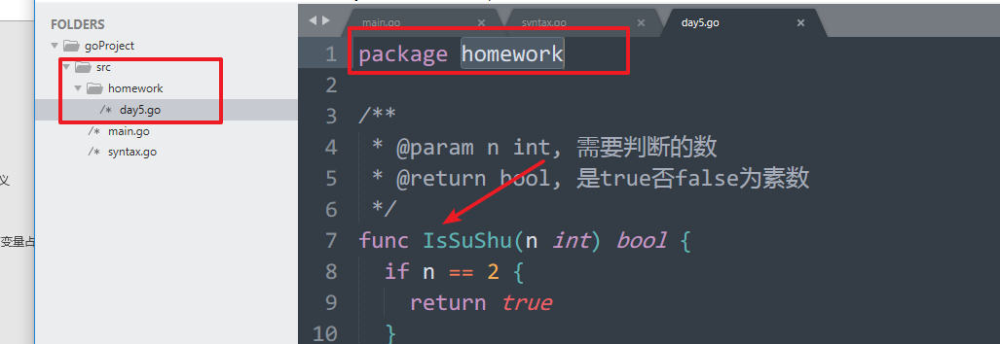 FOLDERS
goProject
src
homework
/* day5.go
/* main.go
/* syntax.go
义
变量占
main.go ×
syntax.go ×
day5.go ×
1 package homework
2
3 /**
4 * @param n int, 需要判断的数
5 * @return bool, 是true否false为素数
6 */
7 func IsSuShu(n int) bool {
8 if n == 2 {
9 return true
10 }